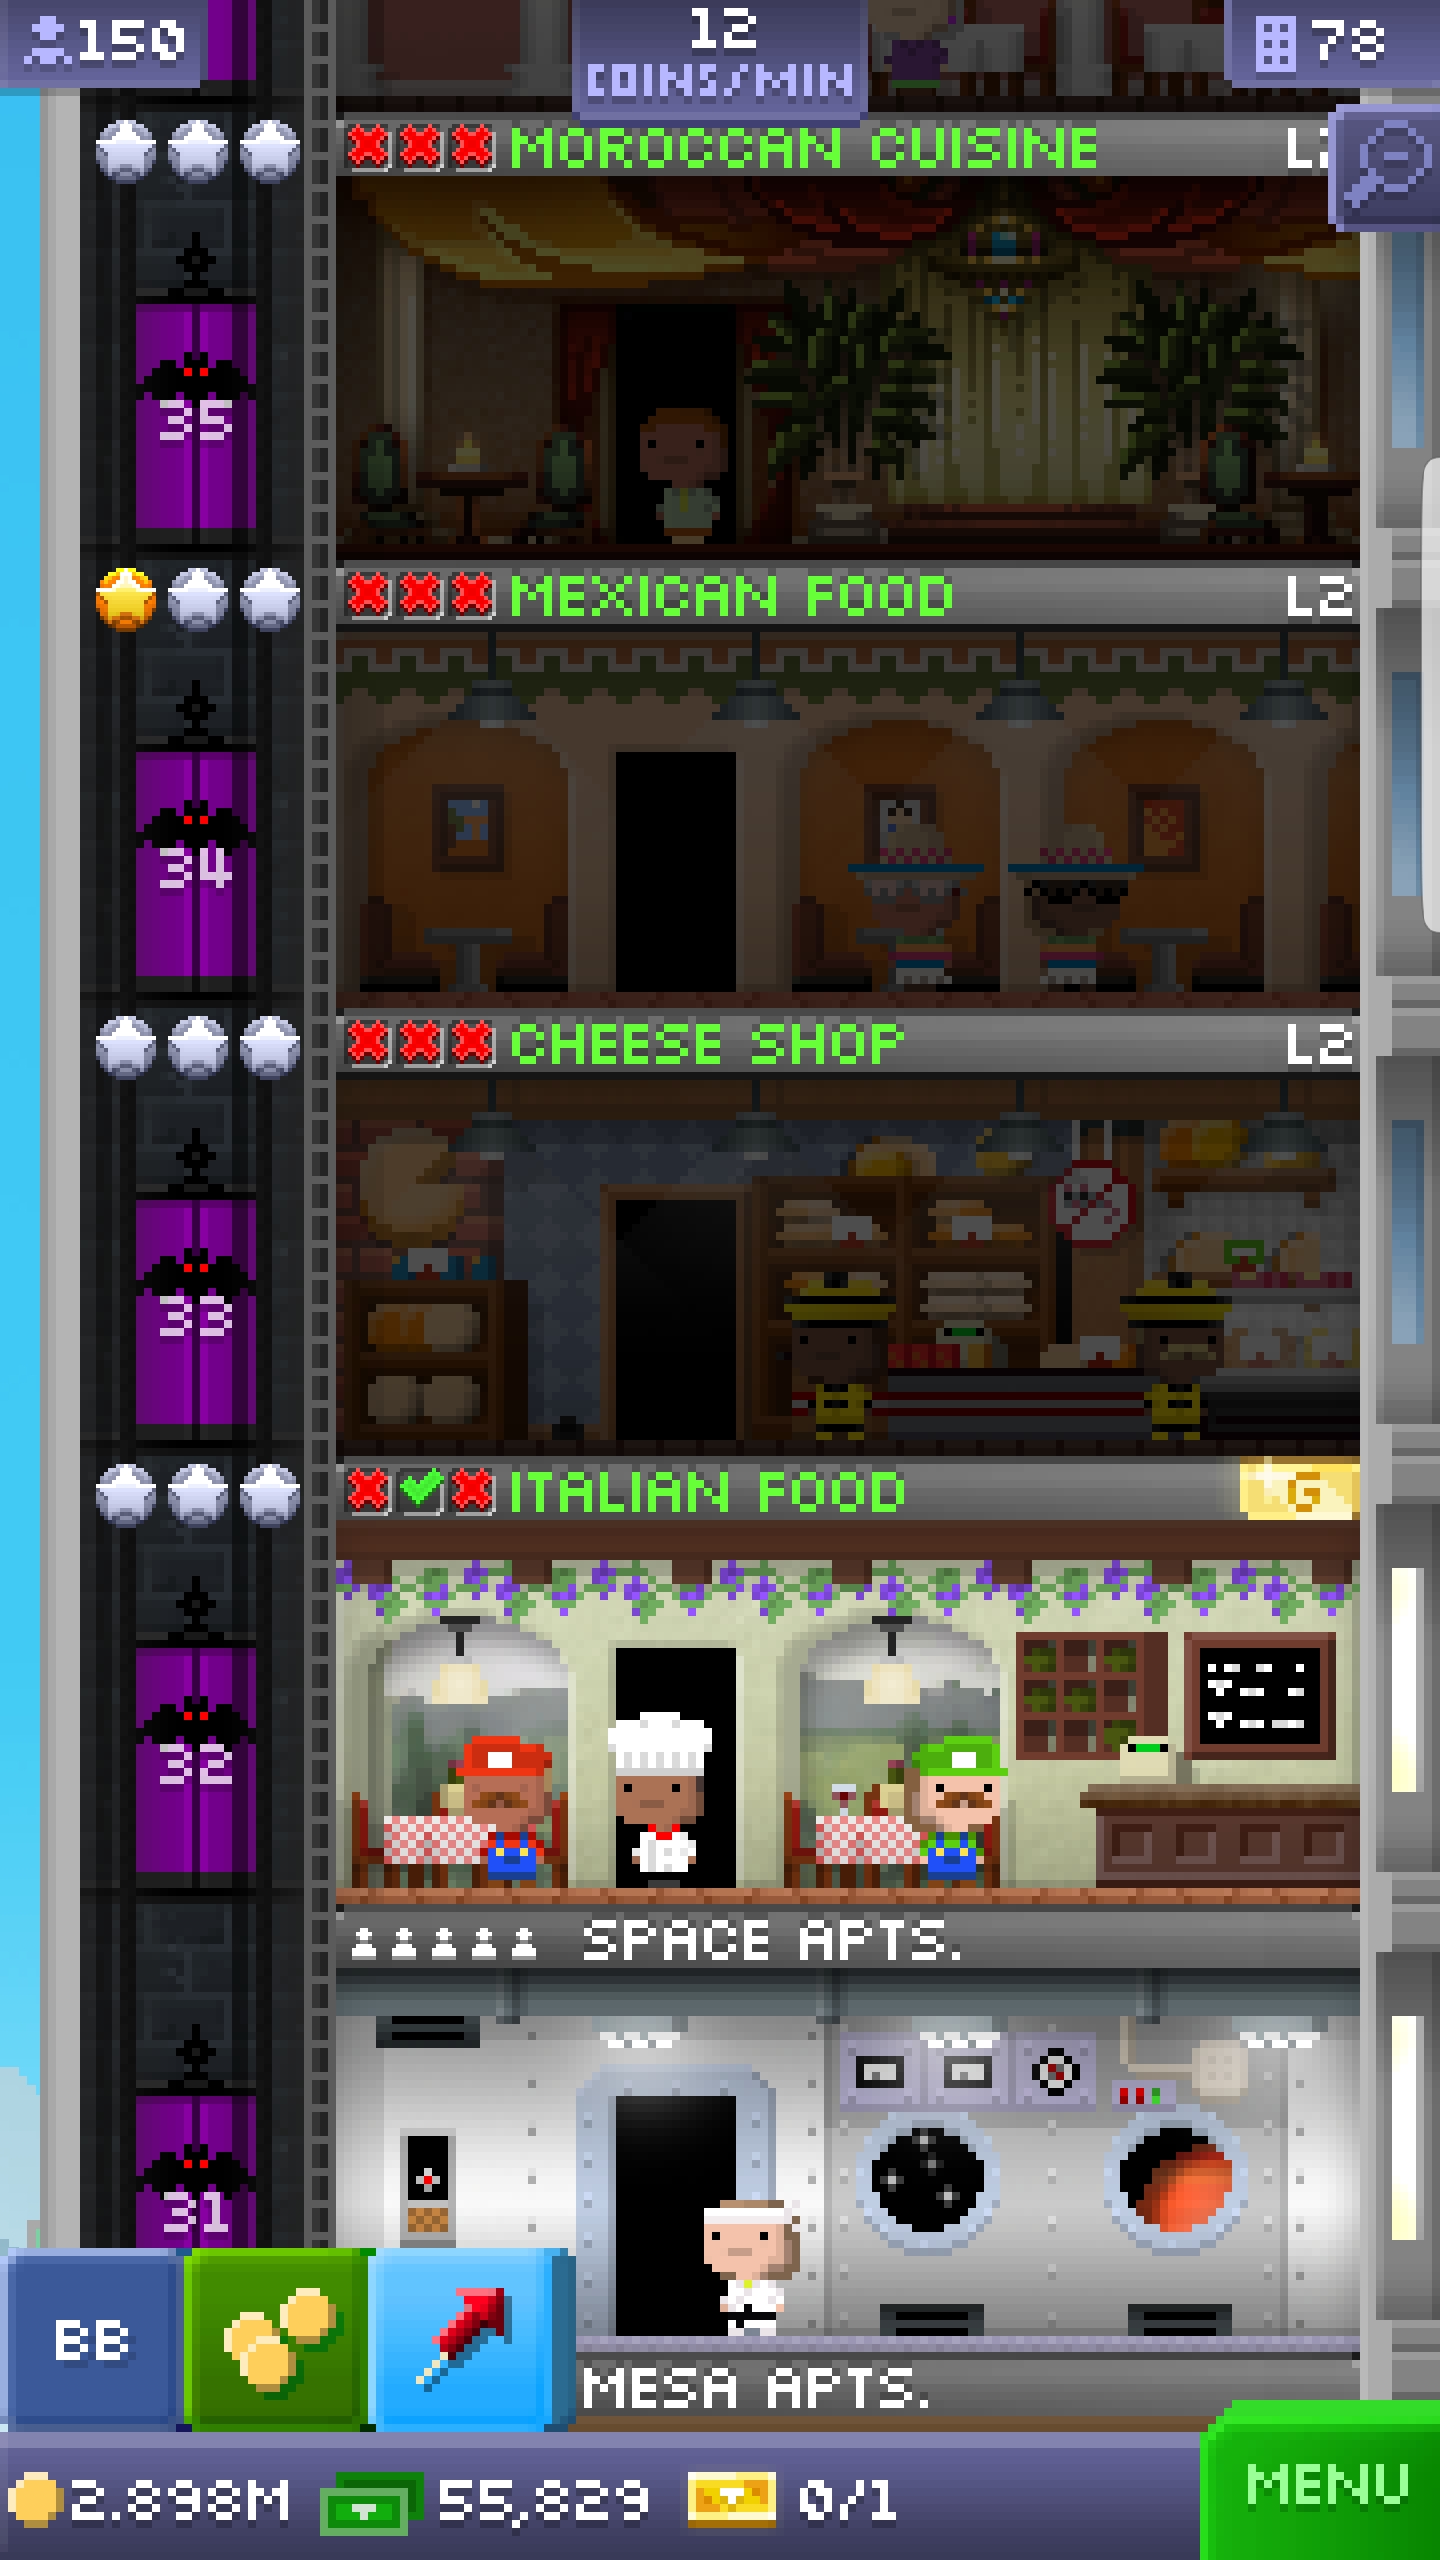 150
12
COINS/MIN
78
MOROCCAN CUISINE
35
MEXICAN FOOD L2
34
CHEESE SHOP L2
33
ITALIAN FOOD G
32
SPACE APTS.
31
BB
MESA APTS.
2.898M 55,829 0/1
MENU